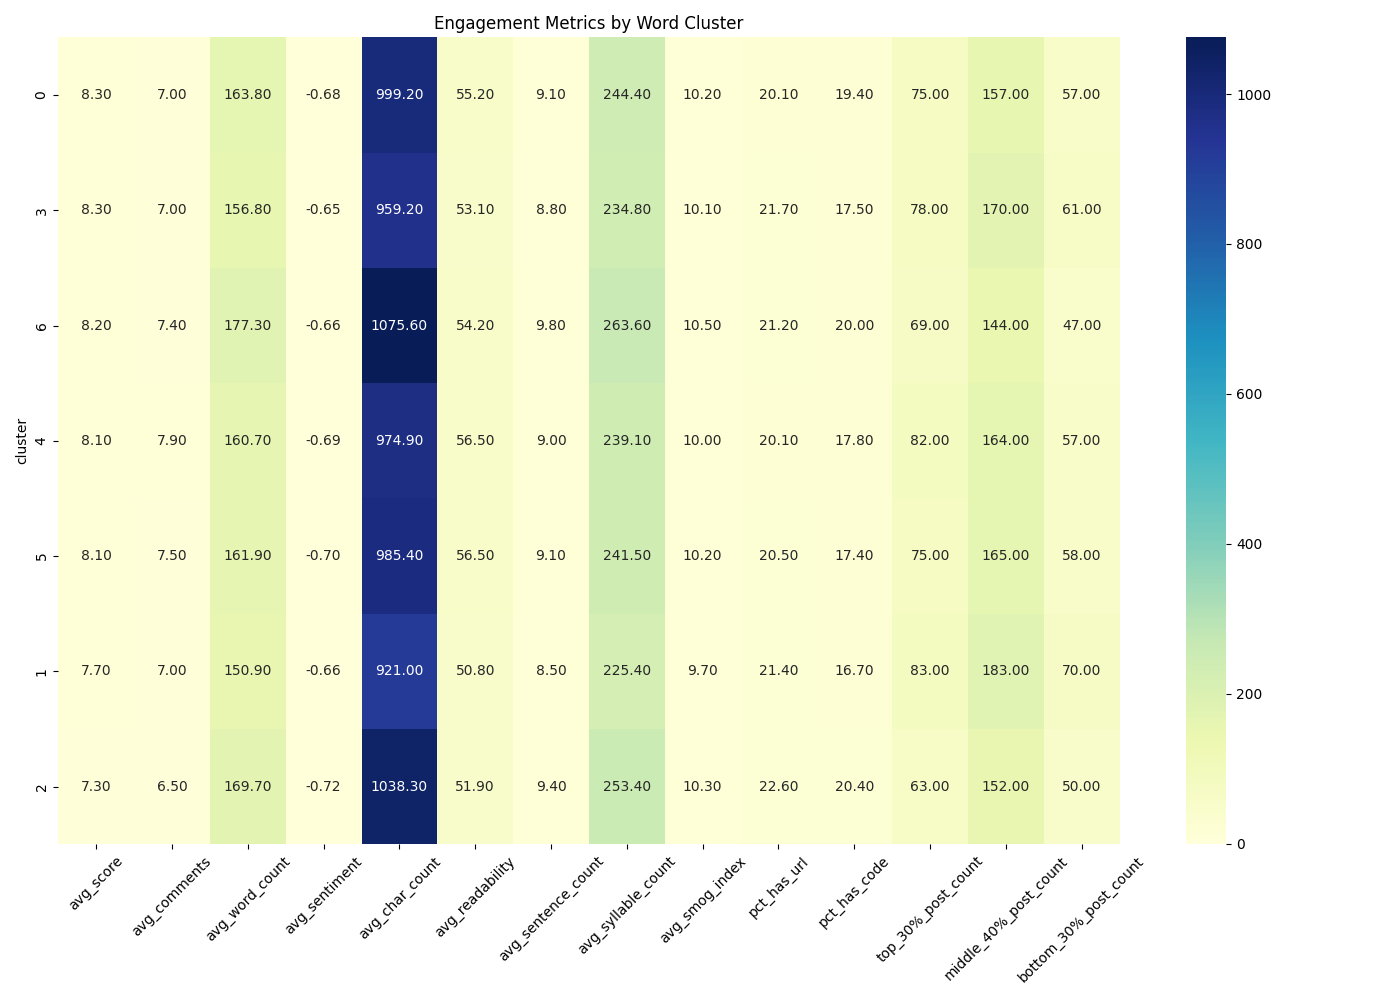 Engagement Metrics by Word Cluster
0 8.30 7.00 163.80 -0.68 999.20 55.20 9.10 244.40 10.20 20.10 19.40 75.00 157.00 57.00
3 8.30 7.00 156.80 -0.65 959.20 53.10 8.80 234.80 10.10 21.70 17.50 78.00 170.00 61.00
6 8.20 7.40 177.30 -0.66 1075.60 54.20 9.80 263.60 10.50 21.20 20.00 69.00 144.00 47.00
4 8.10 7.90 160.70 -0.69 974.90 56.50 9.00 239.10 10.00 20.10 17.80 82.00 164.00 57.00
5 8.10 7.50 161.90 -0.70 985.40 56.50 9.10 241.50 10.20 20.50 17.40 75.00 165.00 58.00
1 7.70 7.00 150.90 -0.66 921.00 50.80 8.50 225.40 9.70 21.40 16.70 83.00 183.00 70.00
2 7.30 6.50 169.70 -0.72 1038.30 51.90 9.40 253.40 10.30 22.60 20.40 63.00 152.00 50.00
cluster
avg_score
avg_comments
avg_word_count
avg_sentiment
avg_char_count
avg_readability
avg_sentence_count
avg_syllable_count
avg_smog_index
pct_has_url
pct_has_code
top_30%_post_count
middle_40%_post_count
bottom_30%_post_count
1000
800
600
400
200
0